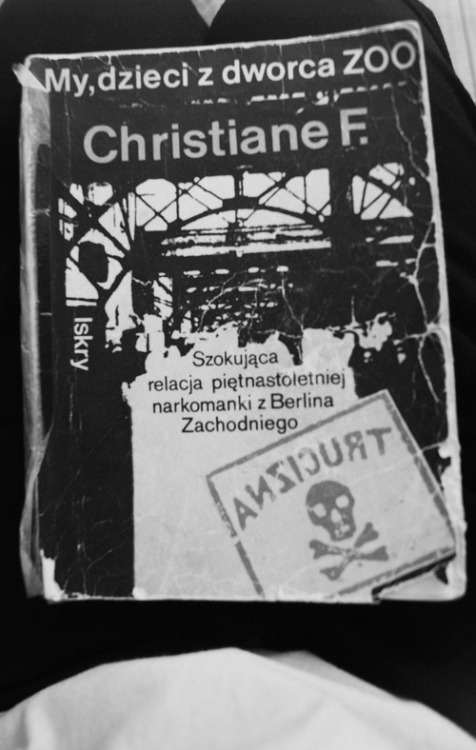 My, dzieci z dworca ZOO
Christiane F.
Iskry
Szokująca
relacja piętnastoletniej
narkomanki z Berlina
Zachodniego
TRUCIZNA